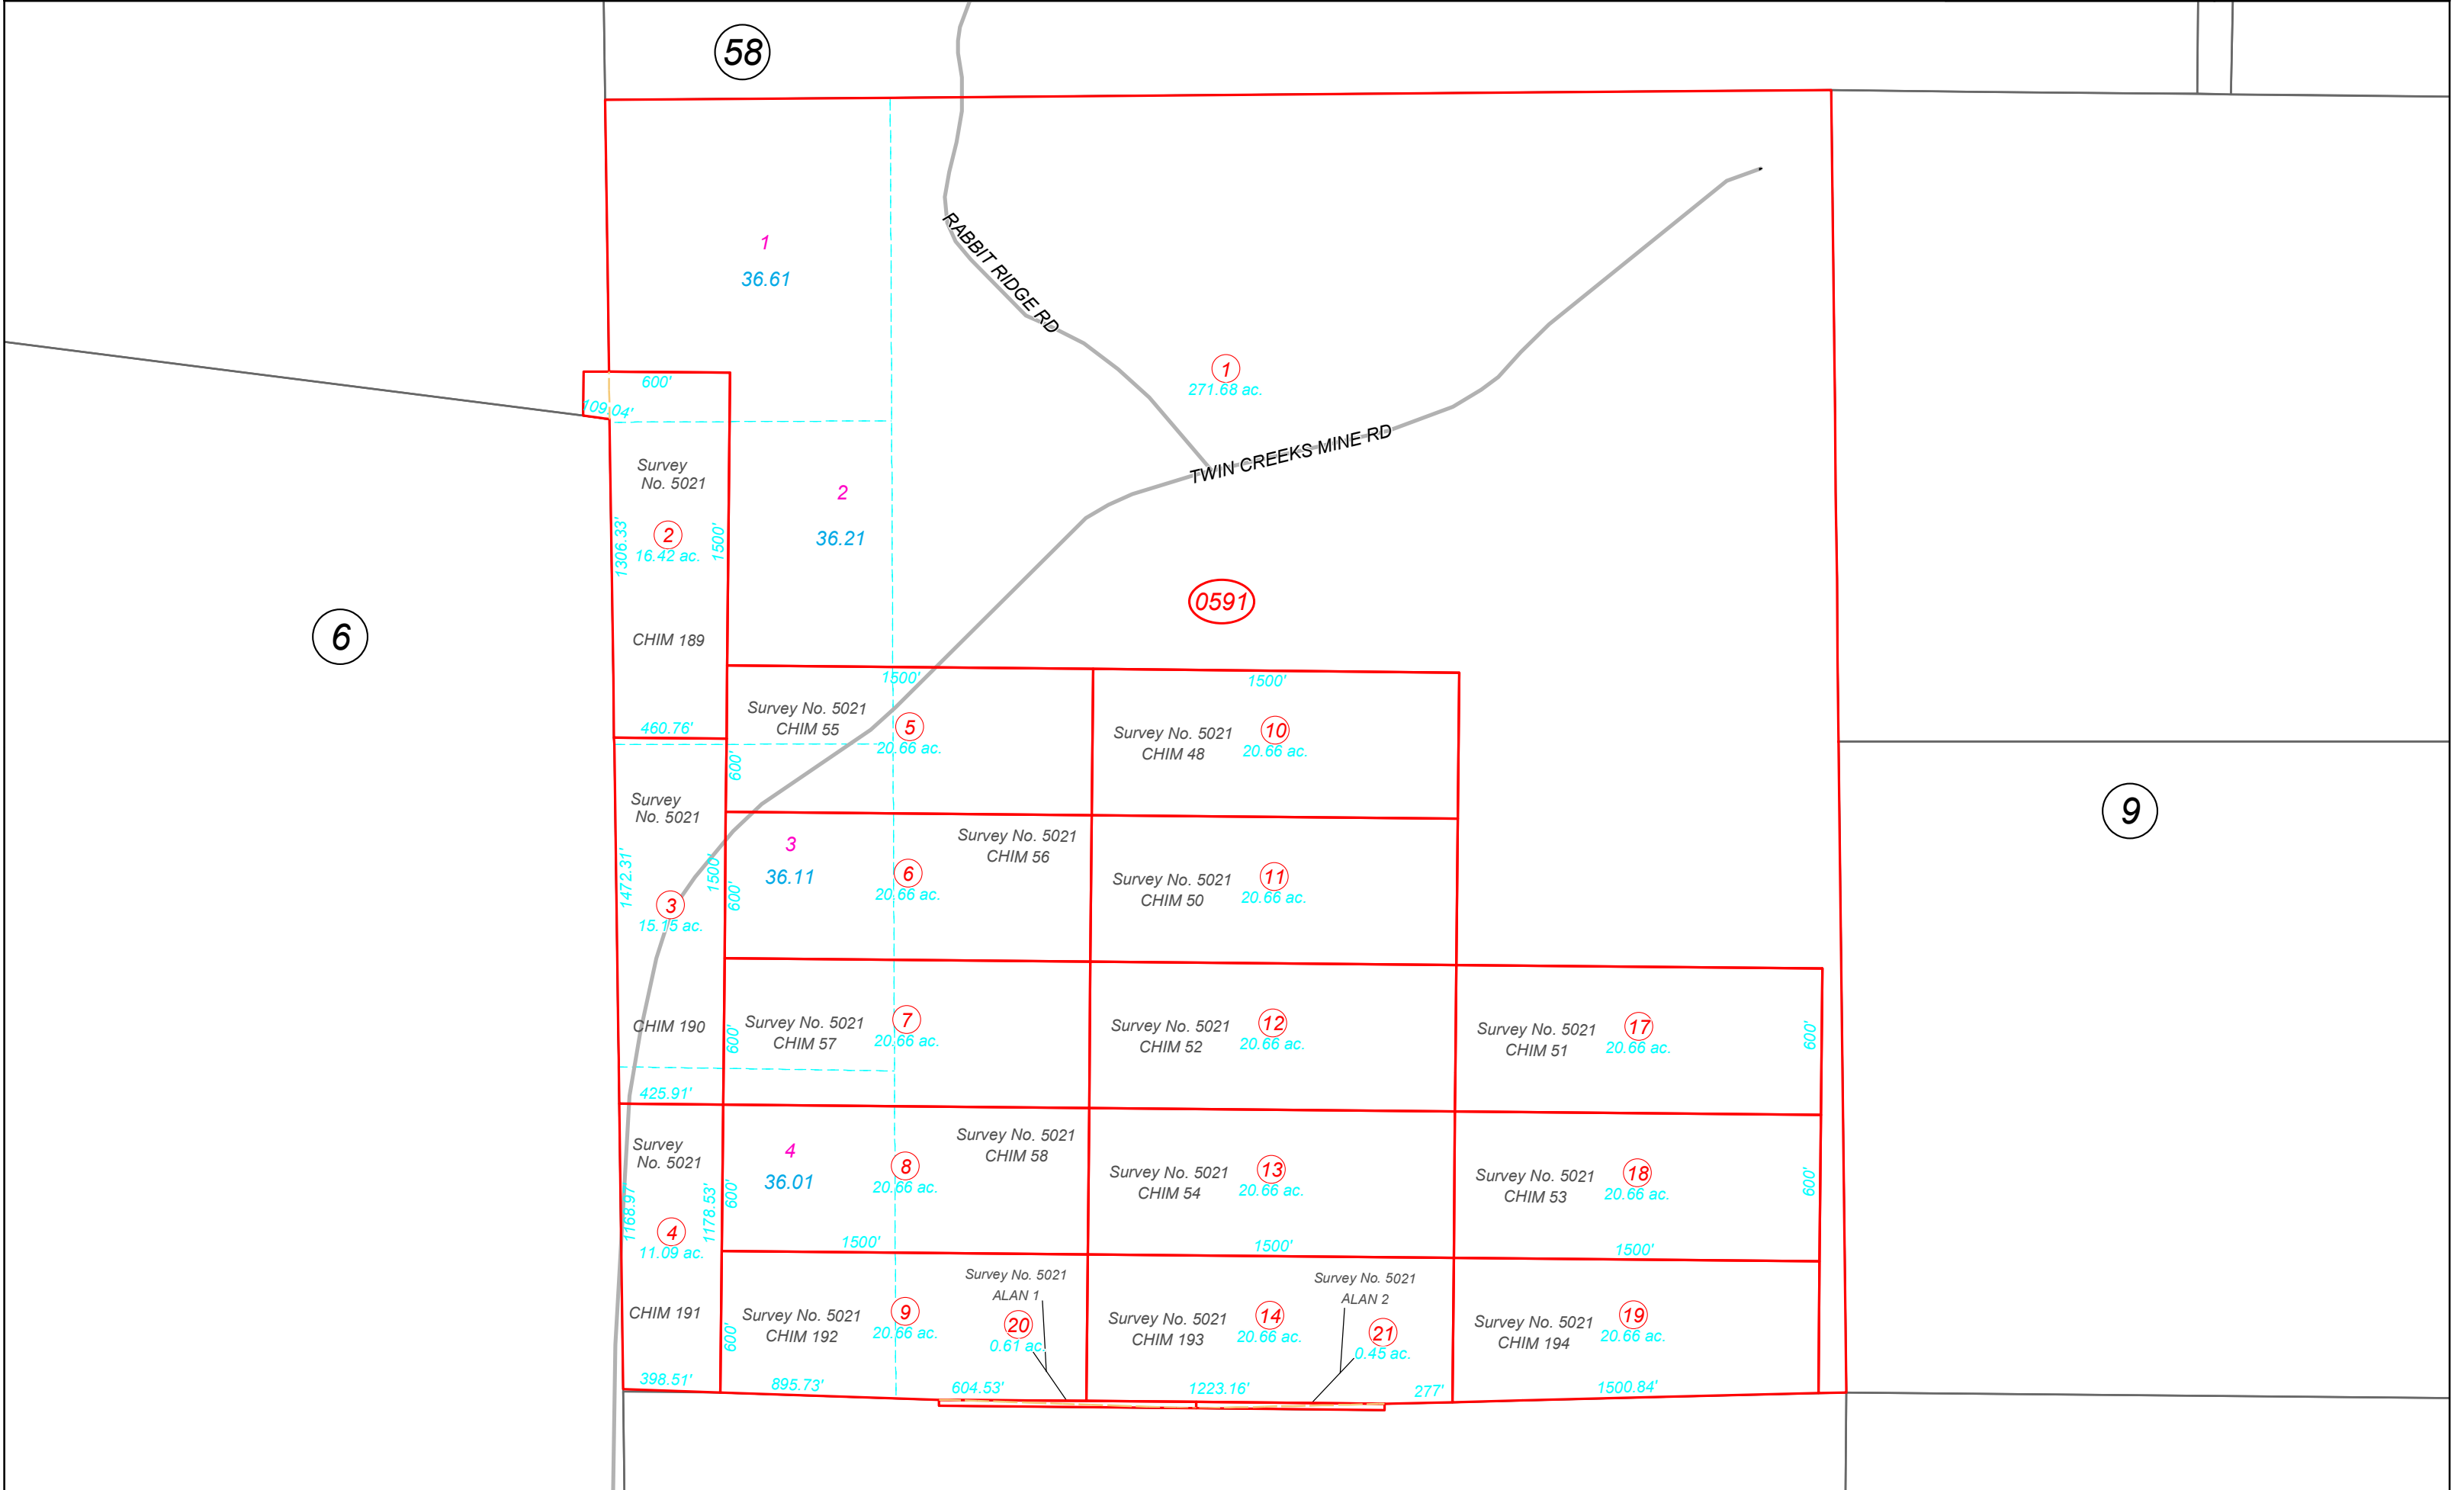 58
1
36.61
RABBIT RIDGE RD
1
271.68 ac.
600'
109.04'
TWIN CREEKS MINE RD
Survey
No. 5021
2
36.21
1306.33'
2
16.42 ac.
1500'
0591
6
CHIM 189
1500'
1500'
460.76'
Survey No. 5021
CHIM 55
5
20.66 ac.
Survey No. 5021
CHIM 48
10
20.66 ac.
600'
9
Survey
No. 5021
3
36.11
Survey No. 5021
CHIM 56
1472.31'
1500'
600'
6
20.66 ac.
Survey No. 5021
CHIM 50
11
20.66 ac.
3
15.15 ac.
CHIM 190
600'
Survey No. 5021
CHIM 57
7
20.66 ac.
Survey No. 5021
CHIM 52
12
20.66 ac.
Survey No. 5021
CHIM 51
17
20.66 ac.
600'
425.91'
Survey
No. 5021
4
36.01
Survey No. 5021
CHIM 58
8
20.66 ac.
Survey No. 5021
CHIM 54
13
20.66 ac.
Survey No. 5021
CHIM 53
18
20.66 ac.
600'
600'
1168.97'
1178.53'
4
11.09 ac.
1500'
1500'
1500'
CHIM 191
600'
Survey No. 5021
CHIM 192
9
20.66 ac.
Survey No. 5021
ALAN 1
20
0.61 ac.
Survey No. 5021
CHIM 193
14
20.66 ac.
Survey No. 5021
ALAN 2
21
0.45 ac.
Survey No. 5021
CHIM 194
19
20.66 ac.
398.51'
895.73'
604.53'
1223.16'
277'
1500.84'